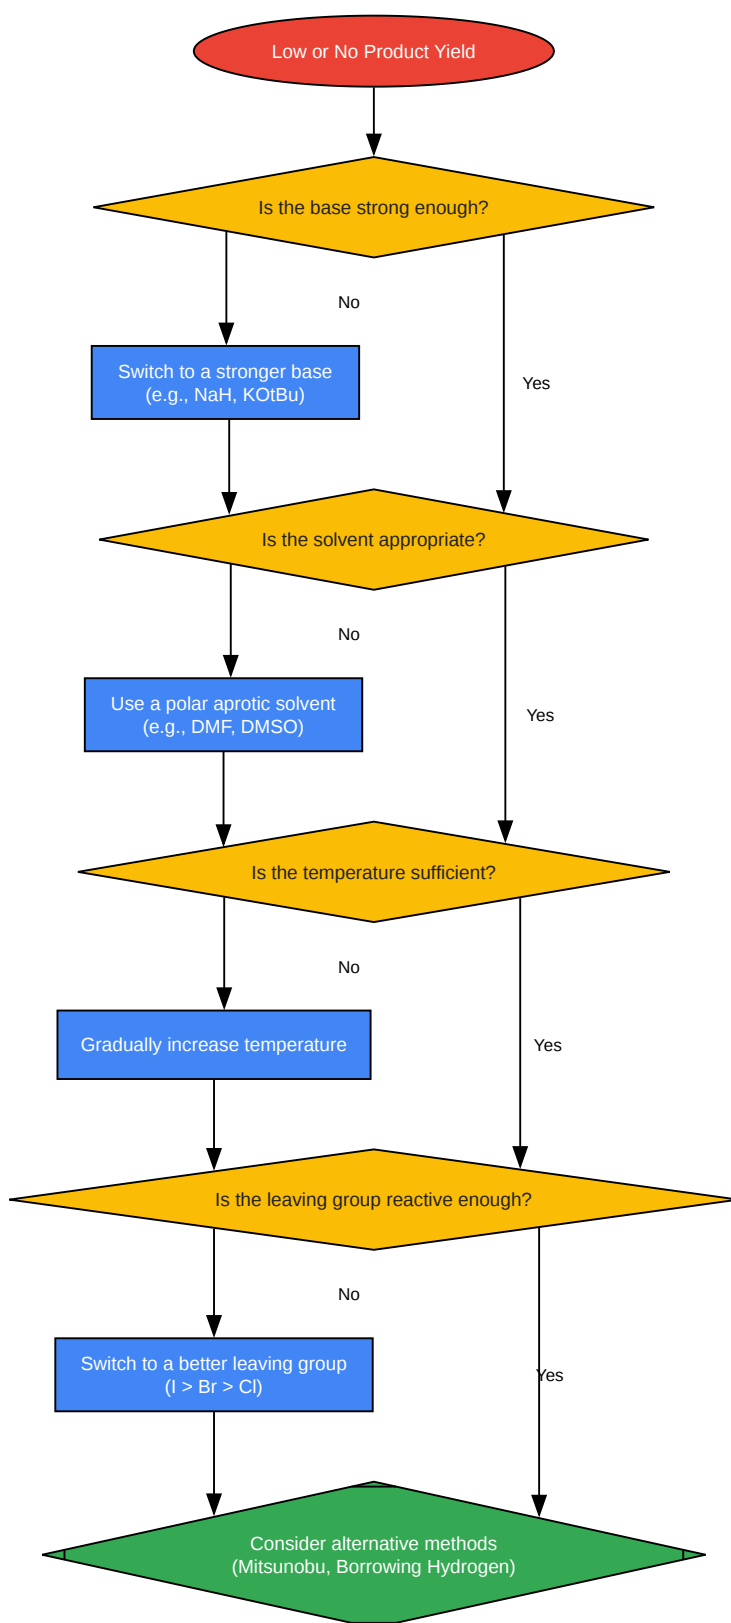 Low or No Product Yield
Is the base strong enough?
No
Switch to a stronger base
(e.g., NaH, KOtBu)
Yes
Is the solvent appropriate?
No
Use a polar aprotic solvent
(e.g., DMF, DMSO)
Yes
Is the temperature sufficient?
No
Gradually increase temperature
Yes
Is the leaving group reactive enough?
No
Switch to a better leaving group
(I > Br > Cl)
Yes
Consider alternative methods
(Mitsunobu, Borrowing Hydrogen)